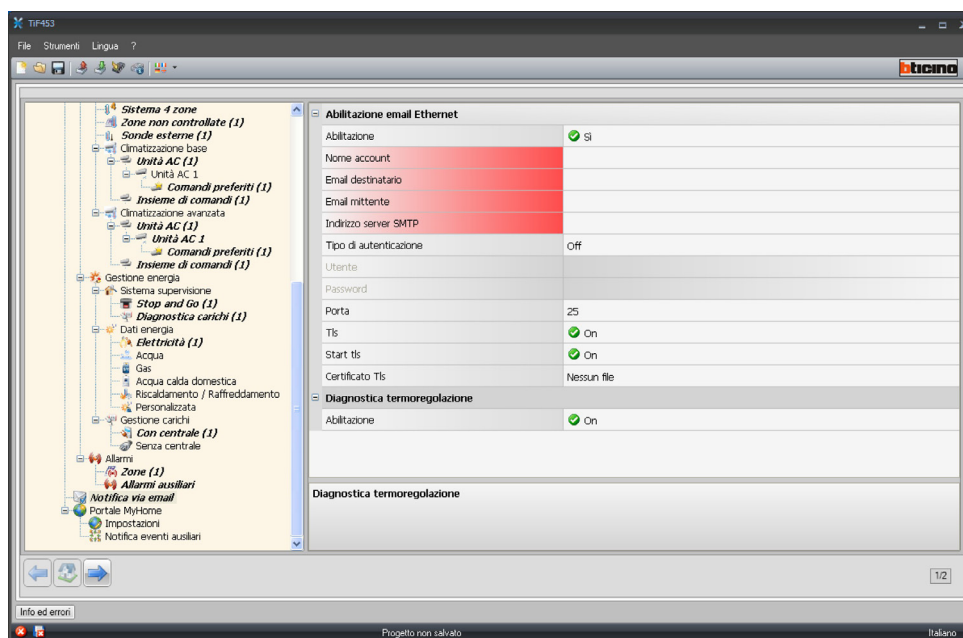 TiF453
File Strumenti Lingua ?
bticino
Sistema 4 zone
Zone non controllate (1)
Sonde esterne (1)
Climatizzazione base
Unità AC (1)
Unità AC 1
Comandi preferiti (1)
Insieme di comandi (1)
Climatizzazione avanzata
Unità AC (1)
Unità AC 1
Comandi preferiti (1)
Insieme di comandi (1)
Gestione energia
Sistema supervisione
Stop and Go (1)
Diagnostica carichi (1)
Dati energia
Elettricità (1)
Acqua
Gas
Acqua calda domestica
Riscaldamento / Raffreddamento
Personalizzata
Gestione carichi
Con centrale (1)
Senza centrale
Allarmi
Zone (1)
Allarmi ausiliari
Notifica via email
Portale MyHome
Impostazioni
Notifica eventi ausiliari
Abilitazione email Ethernet
Abilitazione Sì
Nome account
Email destinatario
Email mittente
Indirizzo server SMTP
Tipo di autenticazione Off
Utente
Password
Porta 25
Tls On
Start tls On
Certificato Tls Nessun file
Diagnostica termoregolazione
Abilitazione On
Diagnostica termoregolazione
1/2
Info ed errori
Progetto non salvato Italiano